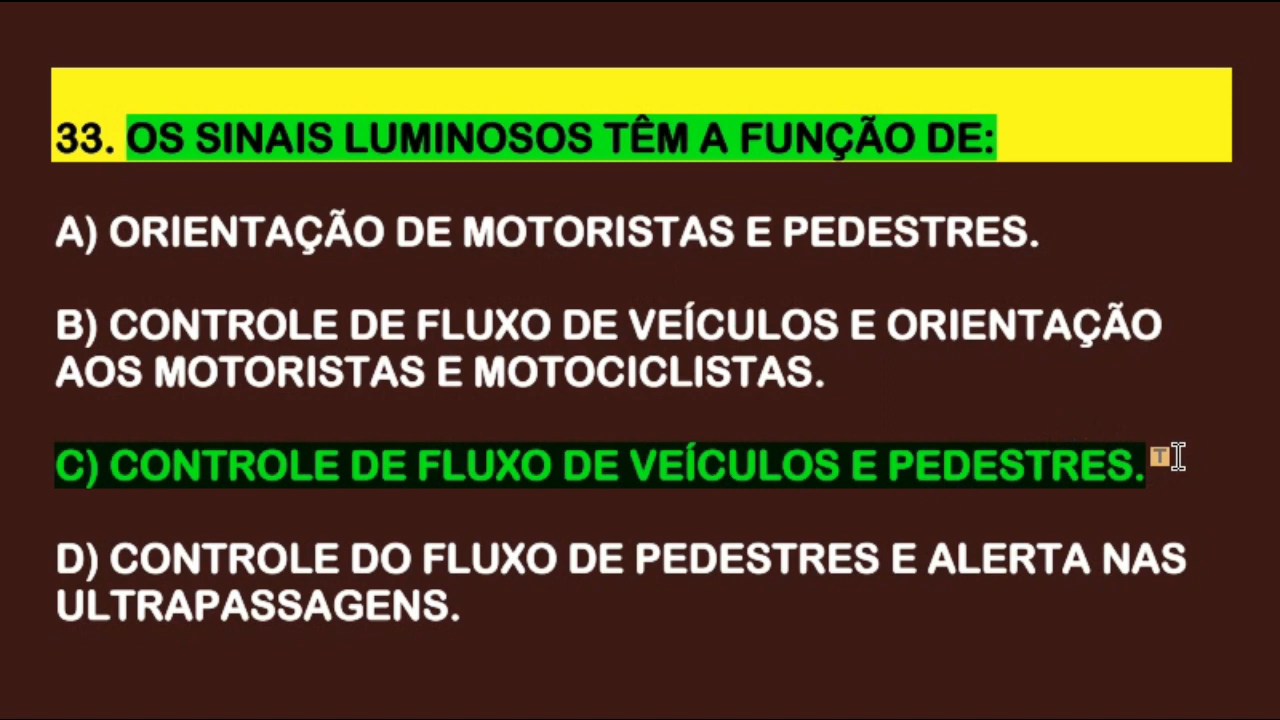 33. OS SINAIS LUMINOSOS TÊM A FUNÇÃO DE:
A) ORIENTAÇÃO DE MOTORISTAS E PEDESTRES.
B) CONTROLE DE FLUXO DE VEÍCULOS E ORIENTAÇÃO
AOS MOTORISTAS E MOTOCICLISTAS.
C) CONTROLE DE FLUXO DE VEÍCULOS E PEDESTRES. T
D) CONTROLE DO FLUXO DE PEDESTRES E ALERTA NAS
ULTRAPASSAGENS.